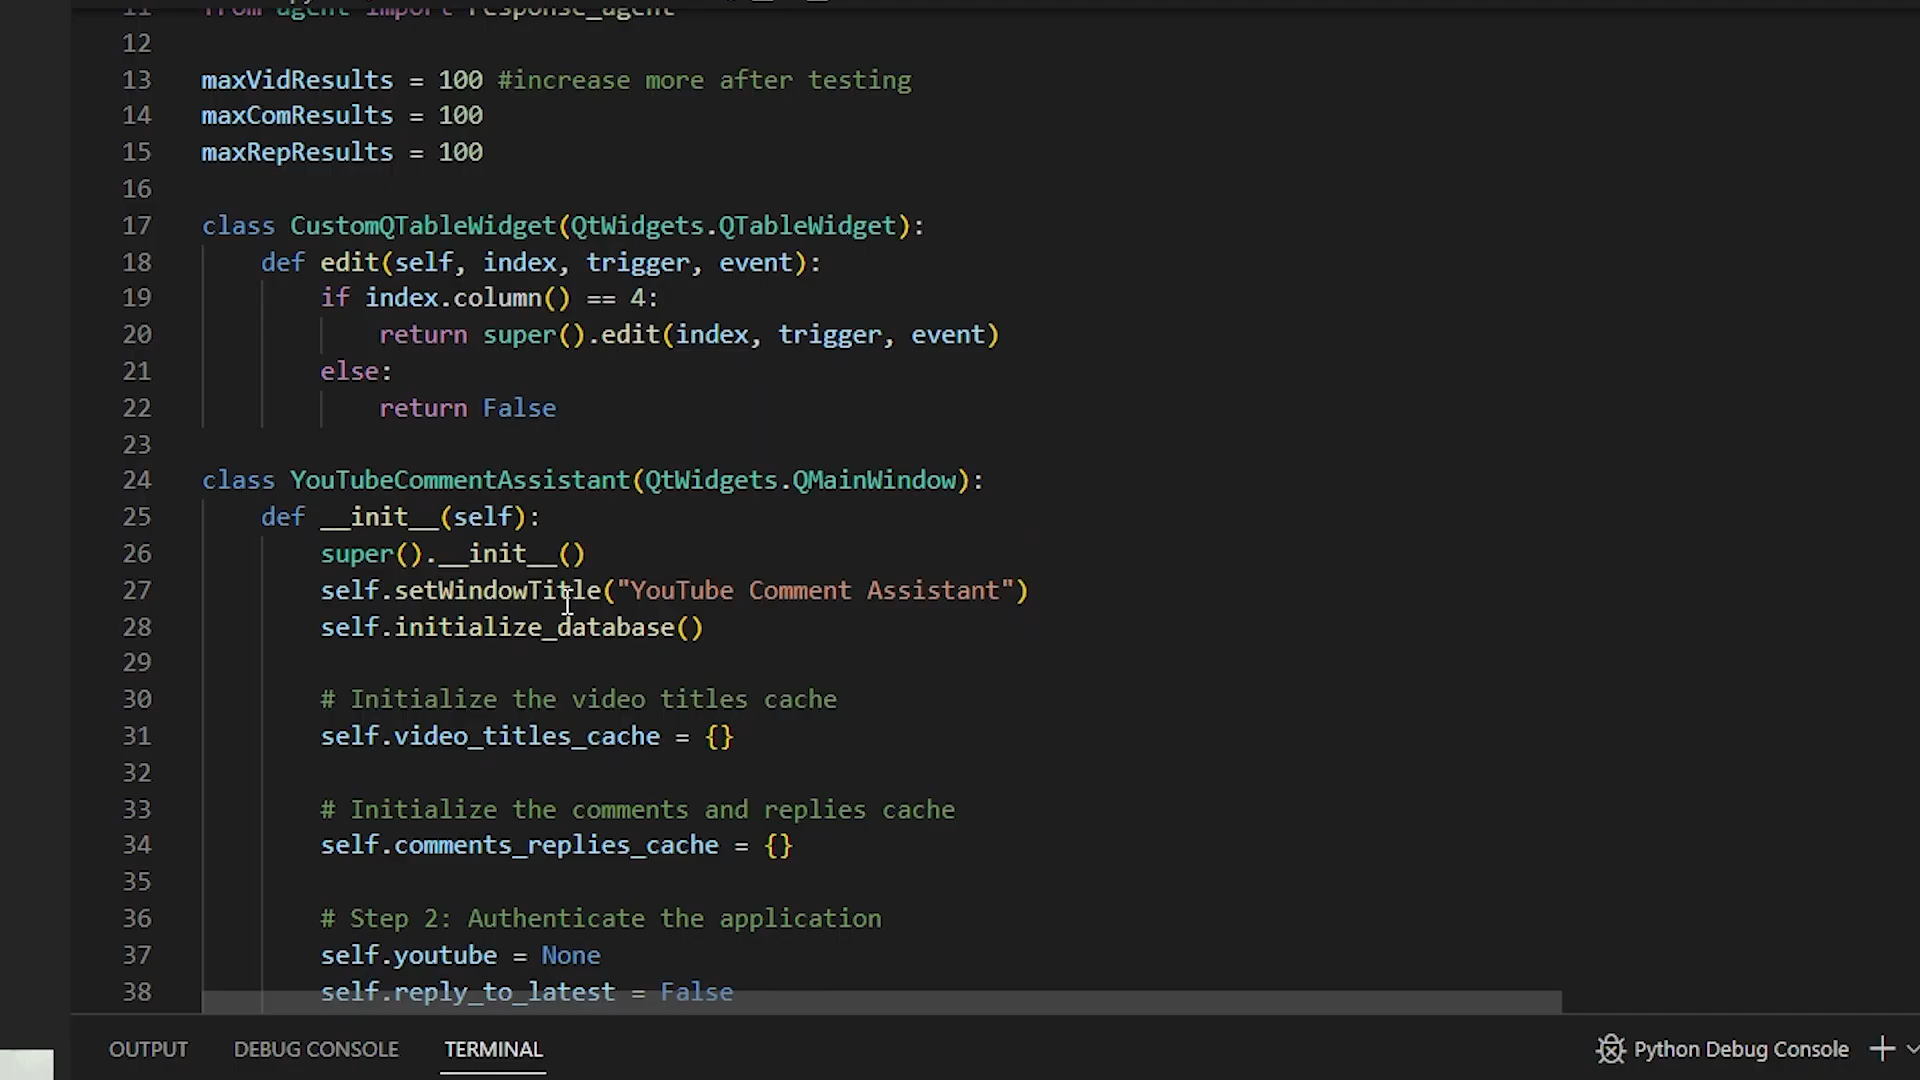 11 from agent import response_agent
12
13 maxVidResults = 100 #increase more after testing
14 maxComResults = 100
15 maxRepResults = 100
16
17 class CustomQTableWidget(QtWidgets.QTableWidget):
18 def edit(self, index, trigger, event):
19 if index.column() == 4:
20 return super().edit(index, trigger, event)
21 else:
22 return False
23
24 class YouTubeCommentAssistant(QtWidgets.QMainWindow):
25 def __init__(self):
26 super().__init__()
27 self.setWindowTitle("YouTube Comment Assistant")
28 self.initialize_database()
29
30 # Initialize the video titles cache
31 self.video_titles_cache = {}
32
33 # Initialize the comments and replies cache
34 self.comments_replies_cache = {}
35
36 # Step 2: Authenticate the application
37 self.youtube = None
38 self.reply_to_latest = False
OUTPUT DEBUG CONSOLE TERMINAL Python Debug Console